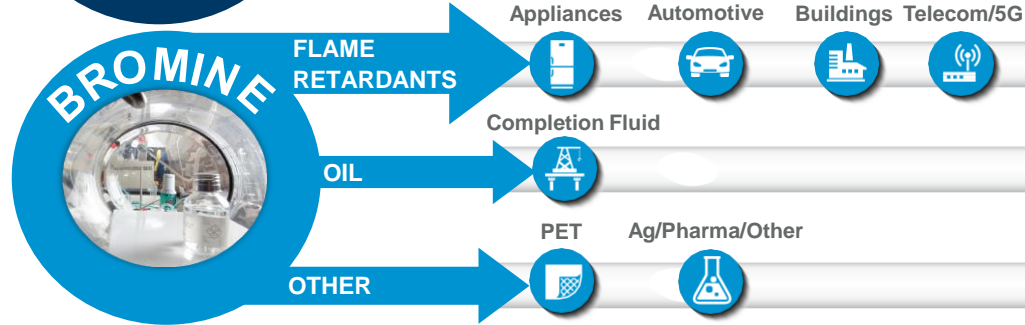 BROMINE
FLAME
RETARDANTS
Appliances Automotive Buildings Telecom/5G
OIL
Completion Fluid
OTHER
PET Ag/Pharma/Other